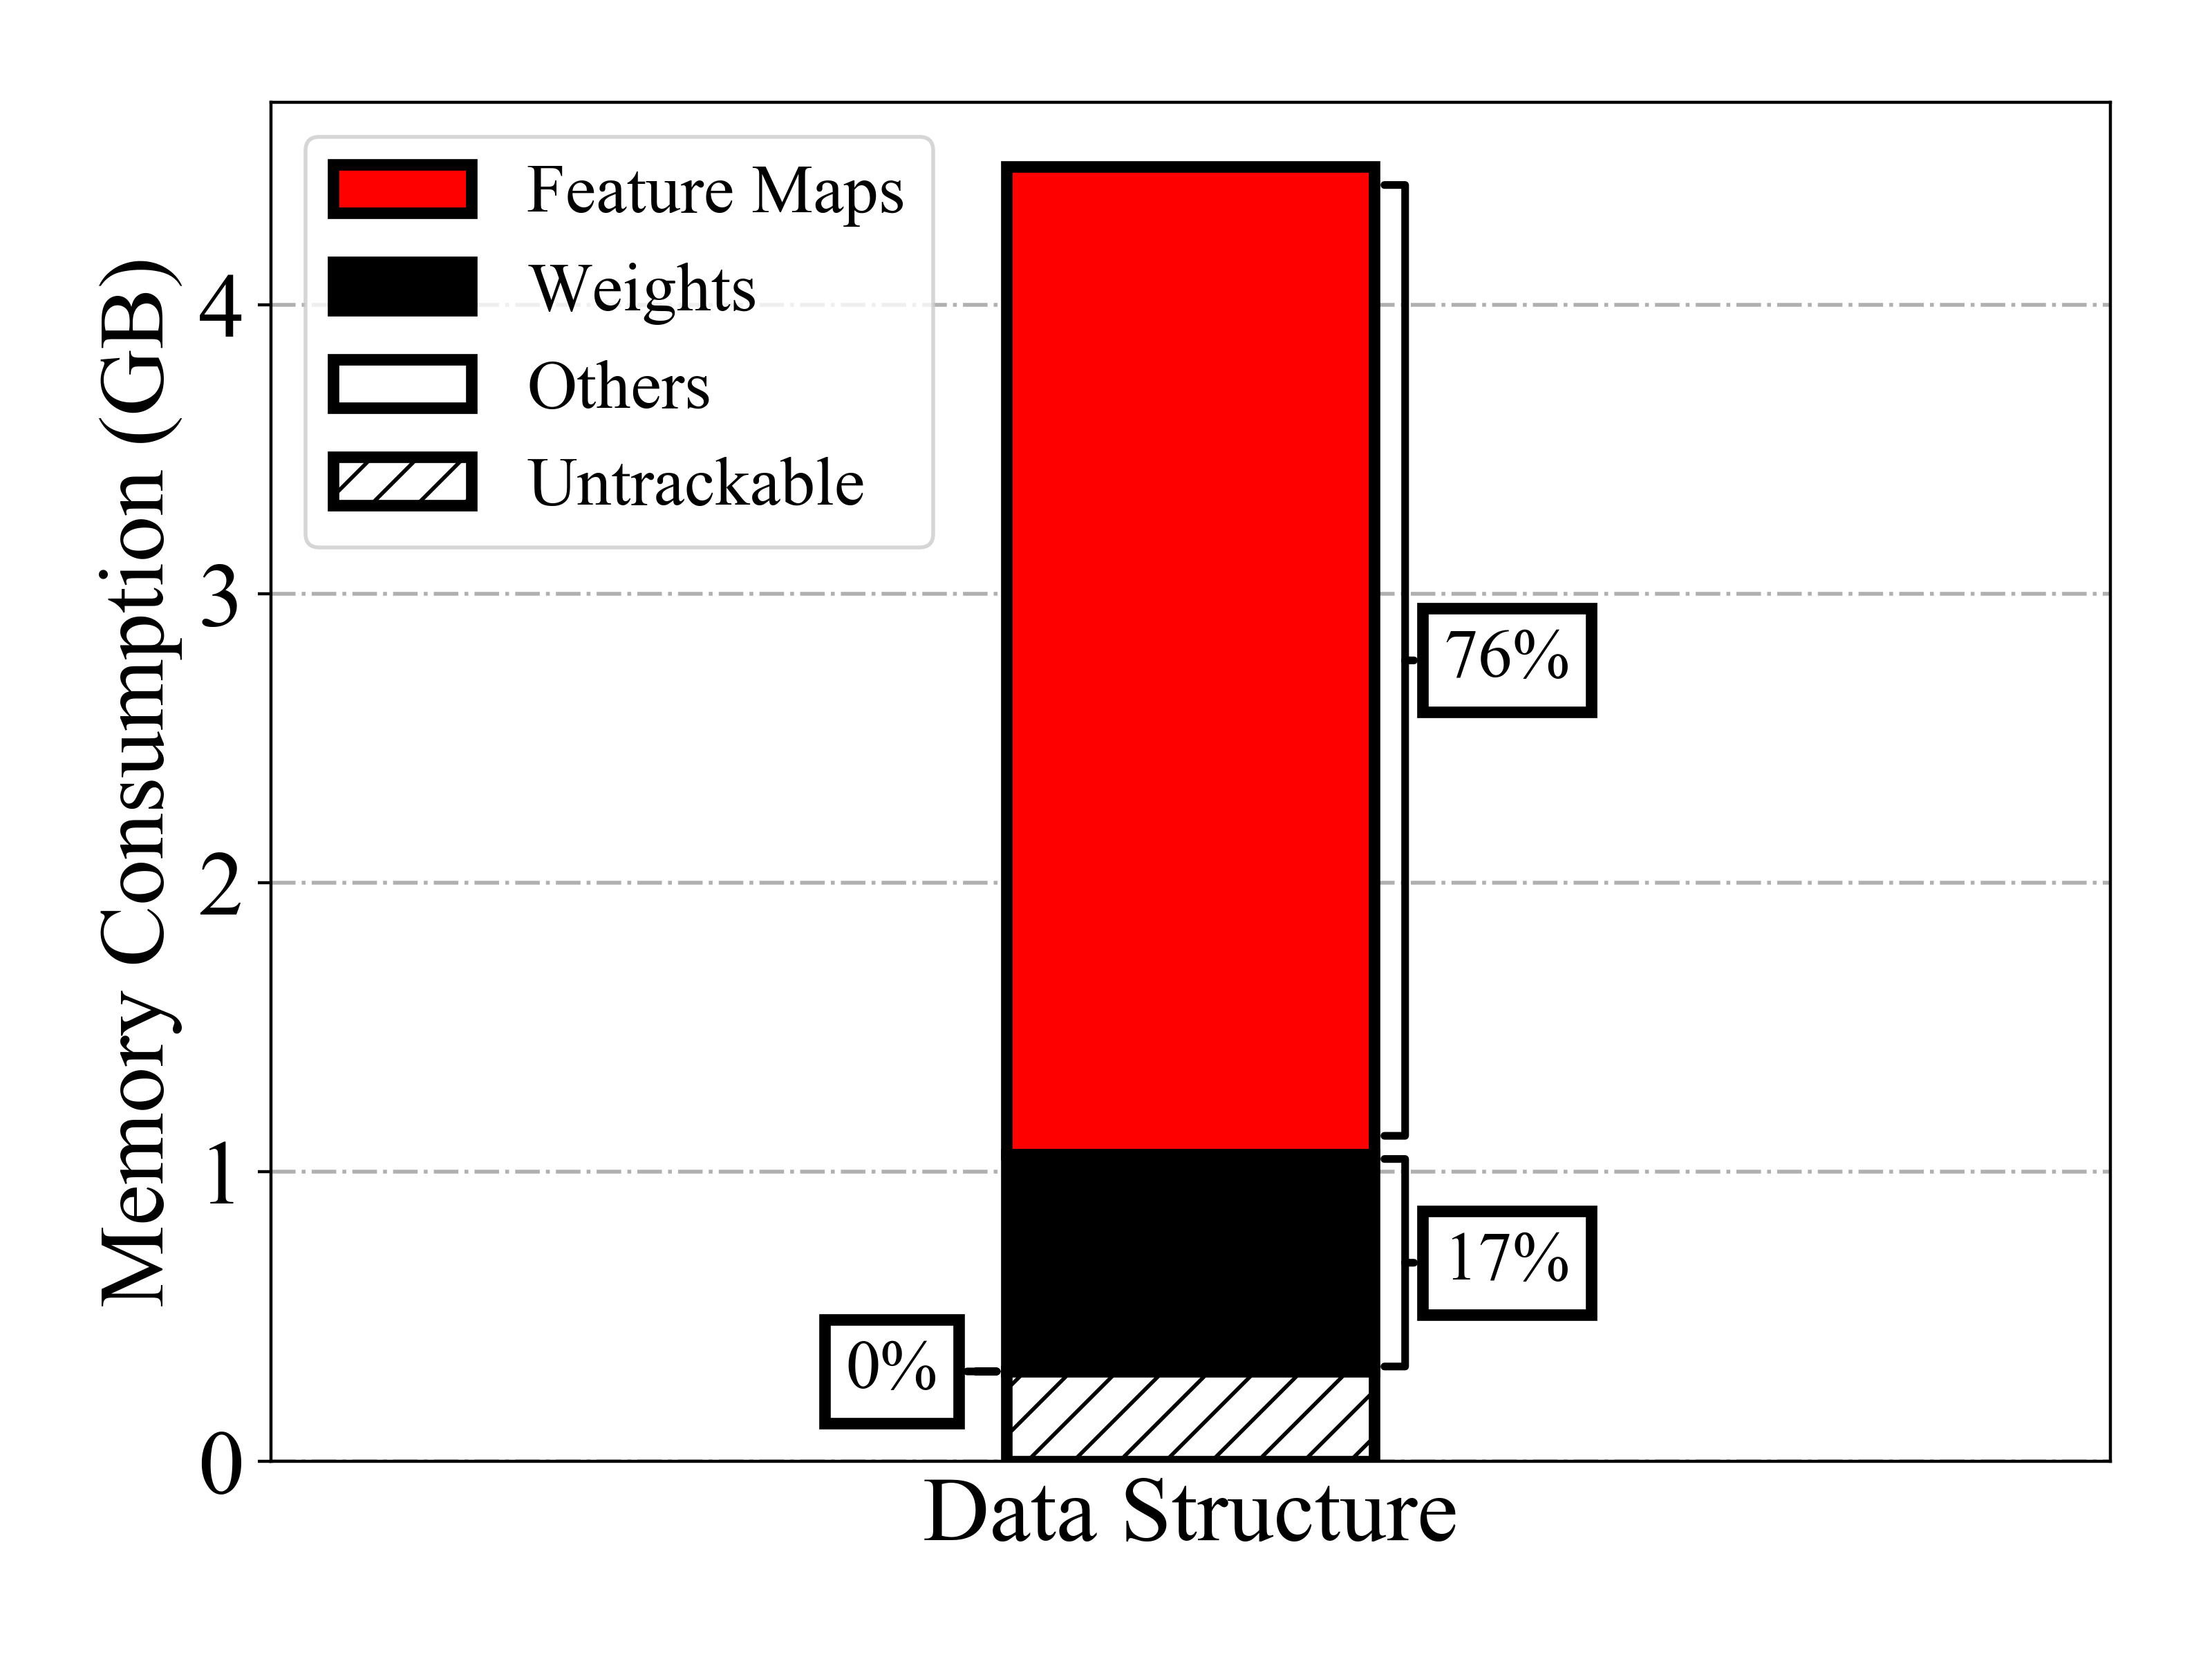 Memory Consumption (GB)
4
3
2
1
0
Feature Maps
Weights
Others
Untrackable
76%
17%
0%
Data Structure